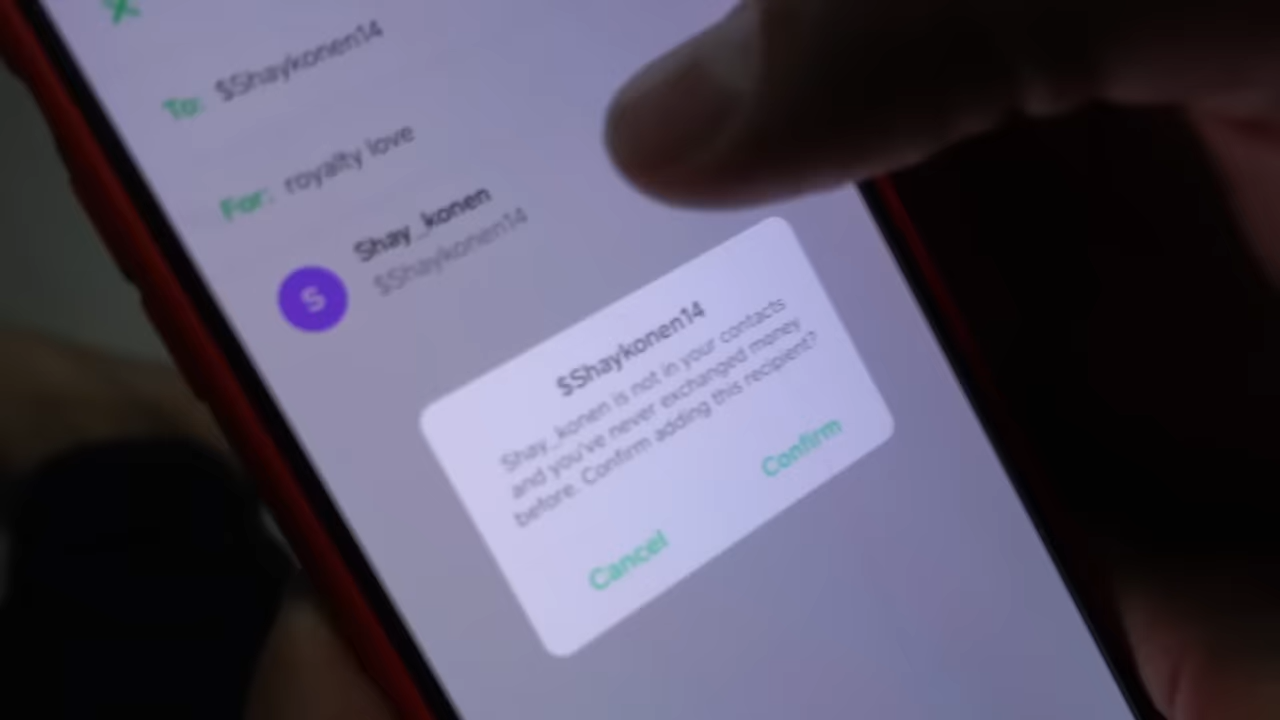 To: $Shaykonen14
For: royalty love
S
Shay_konen
$Shaykonen14
$Shaykonen14
Shay_konen is not in your contacts
and you've never exchanged money
before. Confirm adding this recipient?
Cancel Confirm